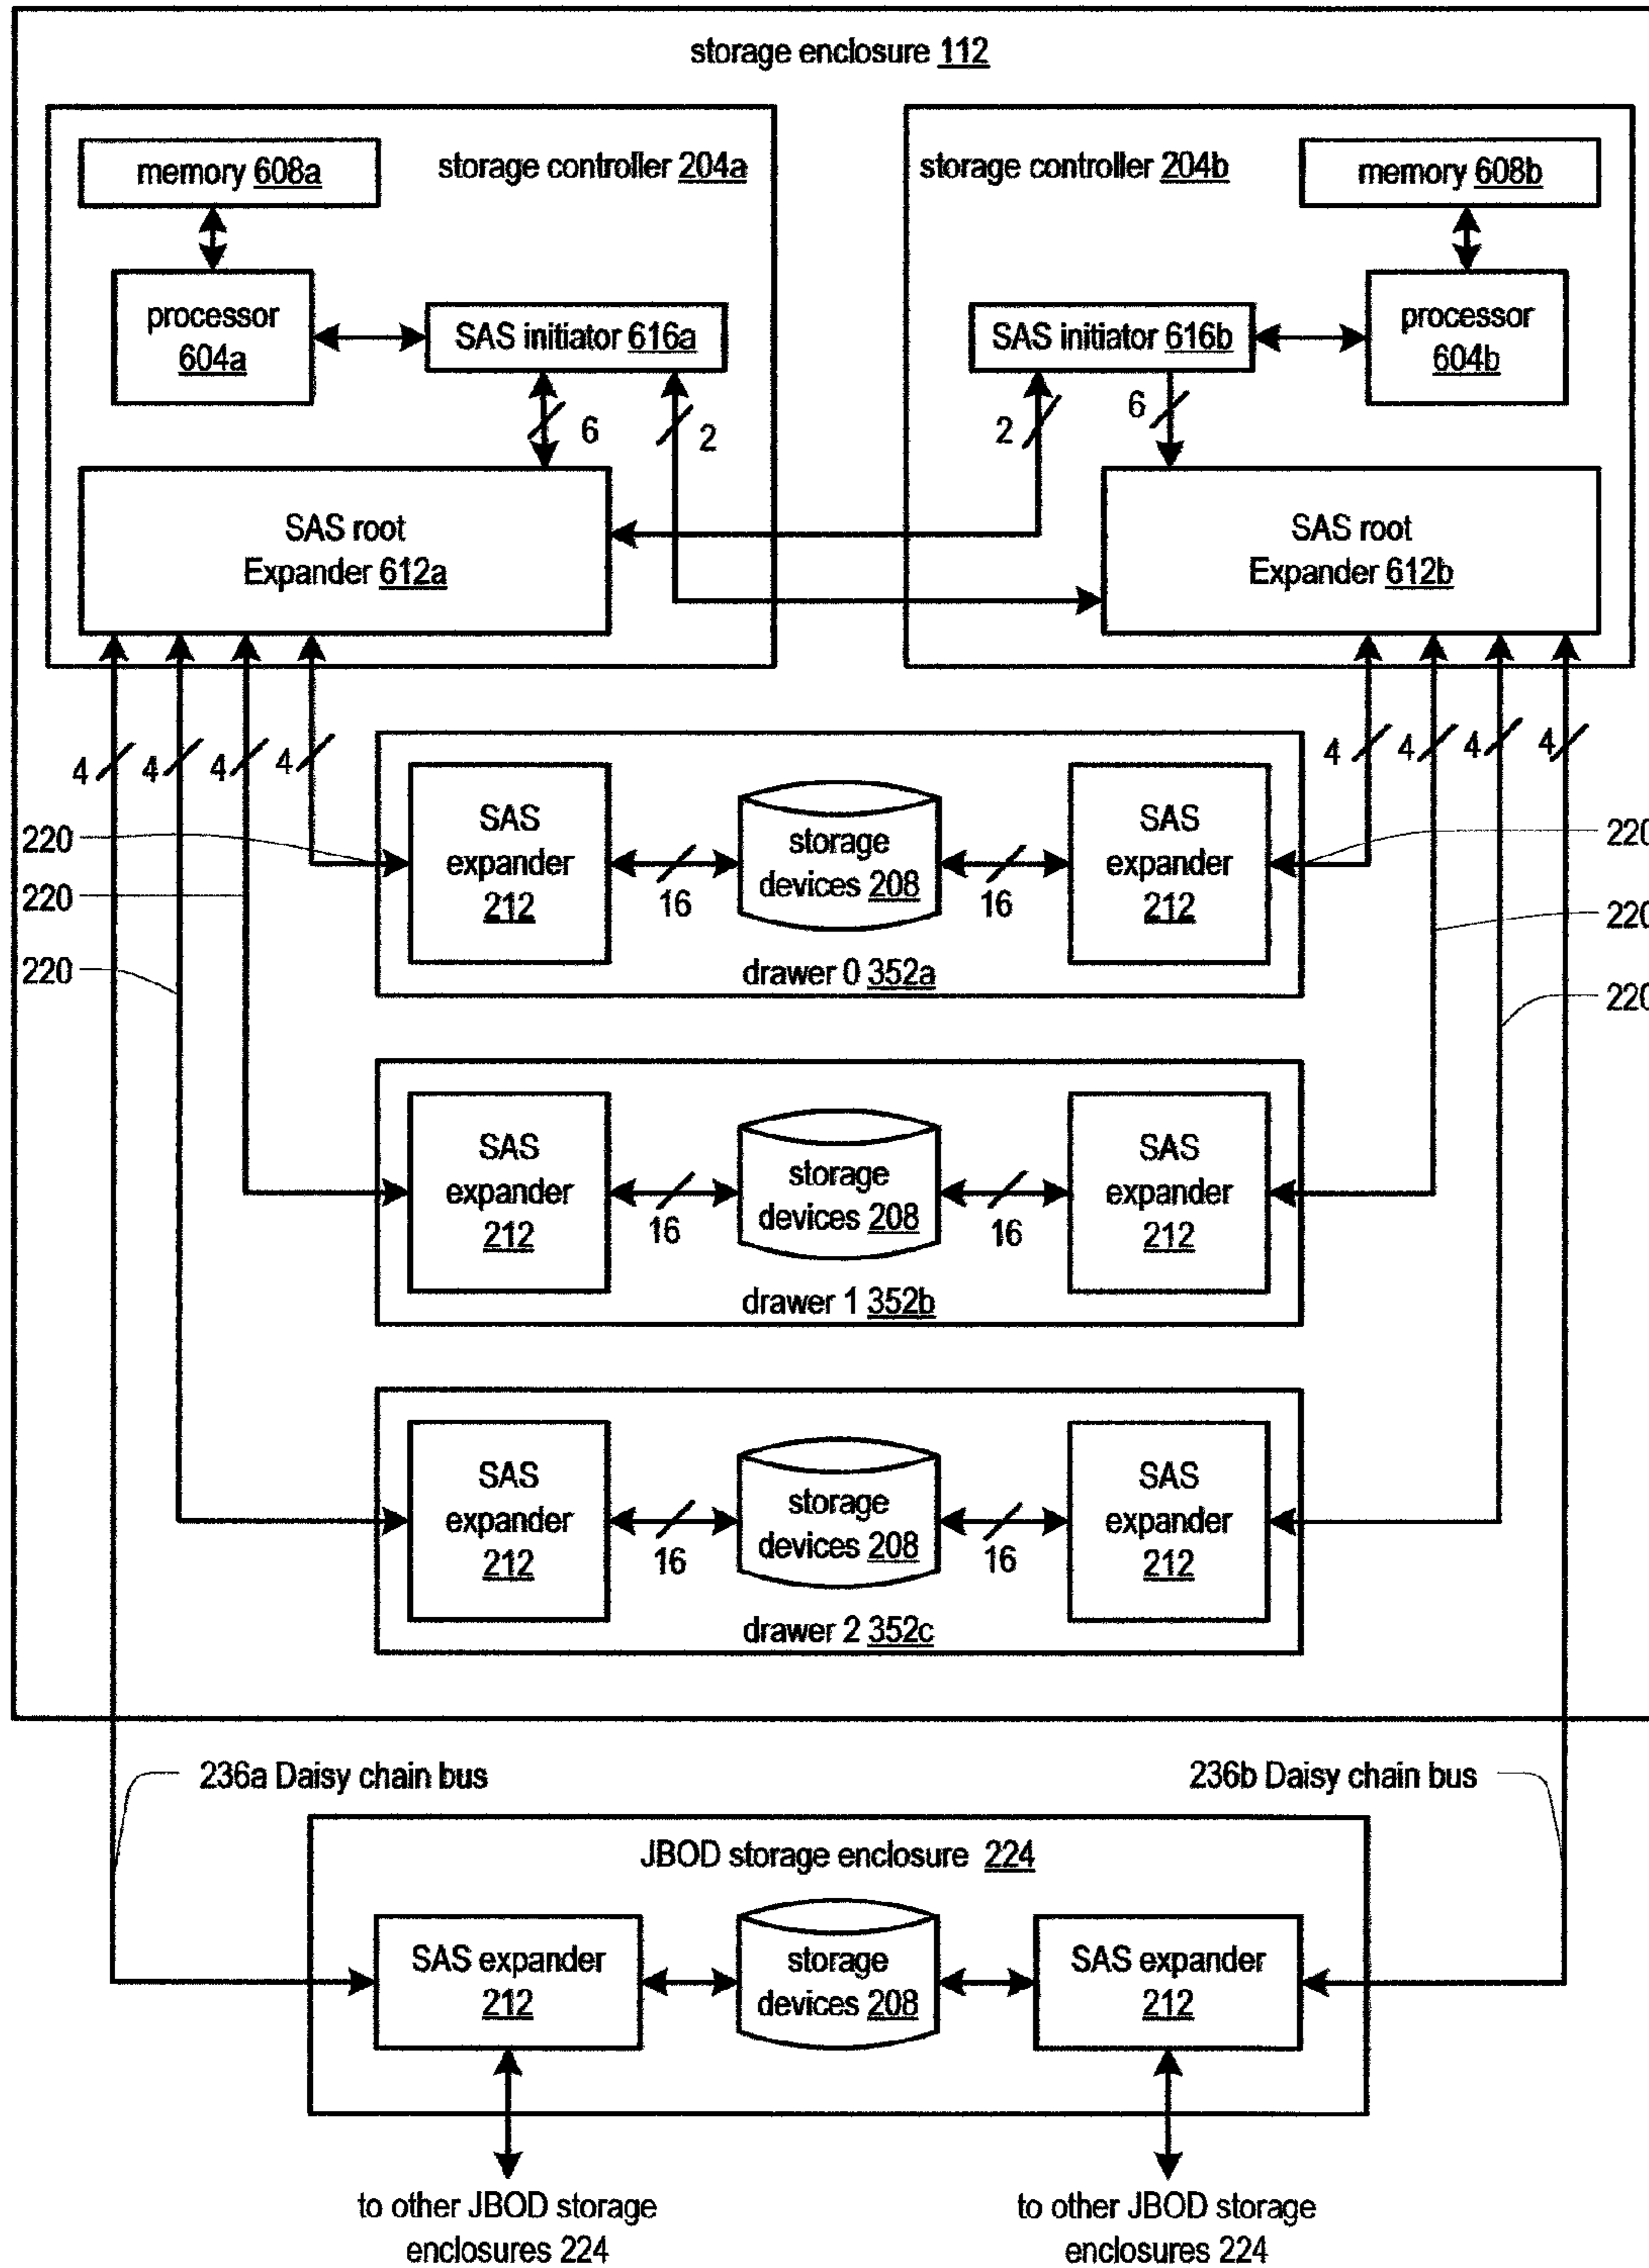 storage enclosure 112
memory 608a
storage controller 204a
storage controller 204b
memory 608b
processor
604a
SAS initiator 616a
SAS initiator 616b
processor
604b
6
2
2
6
SAS root
Expander 612a
SAS root
Expander 612b
4
4
4
4
4
4
4
4
220
220
220
SAS
expander
212
16
storage
devices 208
16
SAS
expander
212
drawer 0 352a
220
220
220
SAS
expander
212
16
storage
devices 208
16
SAS
expander
212
drawer 1 352b
SAS
expander
212
16
storage
devices 208
16
SAS
expander
212
drawer 2 352c
236a Daisy chain bus
236b Daisy chain bus
JBOD storage enclosure 224
SAS expander
212
storage
devices 208
SAS expander
212
to other JBOD storage
enclosures 224
to other JBOD storage
enclosures 224